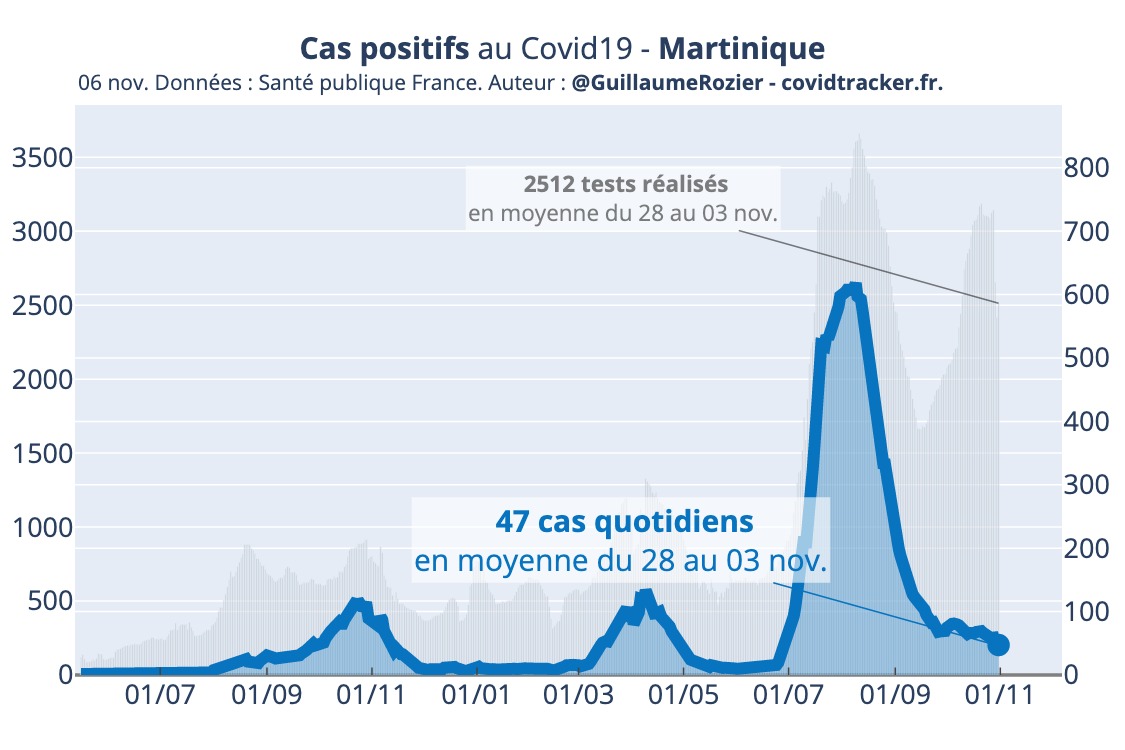 Cas positifs au Covid19 - Martinique
06 nov. Données : Santé publique France. Auteur : @GuillaumeRozier - covidtracker.fr.
3500
3000
2500
2000
1500
1000
500
0
800
700
600
500
400
300
200
100
0
2512 tests réalisés
en moyenne du 28 au 03 nov.
47 cas quotidiens
en moyenne du 28 au 03 nov.
01/07 01/09 01/11 01/01 01/03 01/05 01/07 01/09 01/11